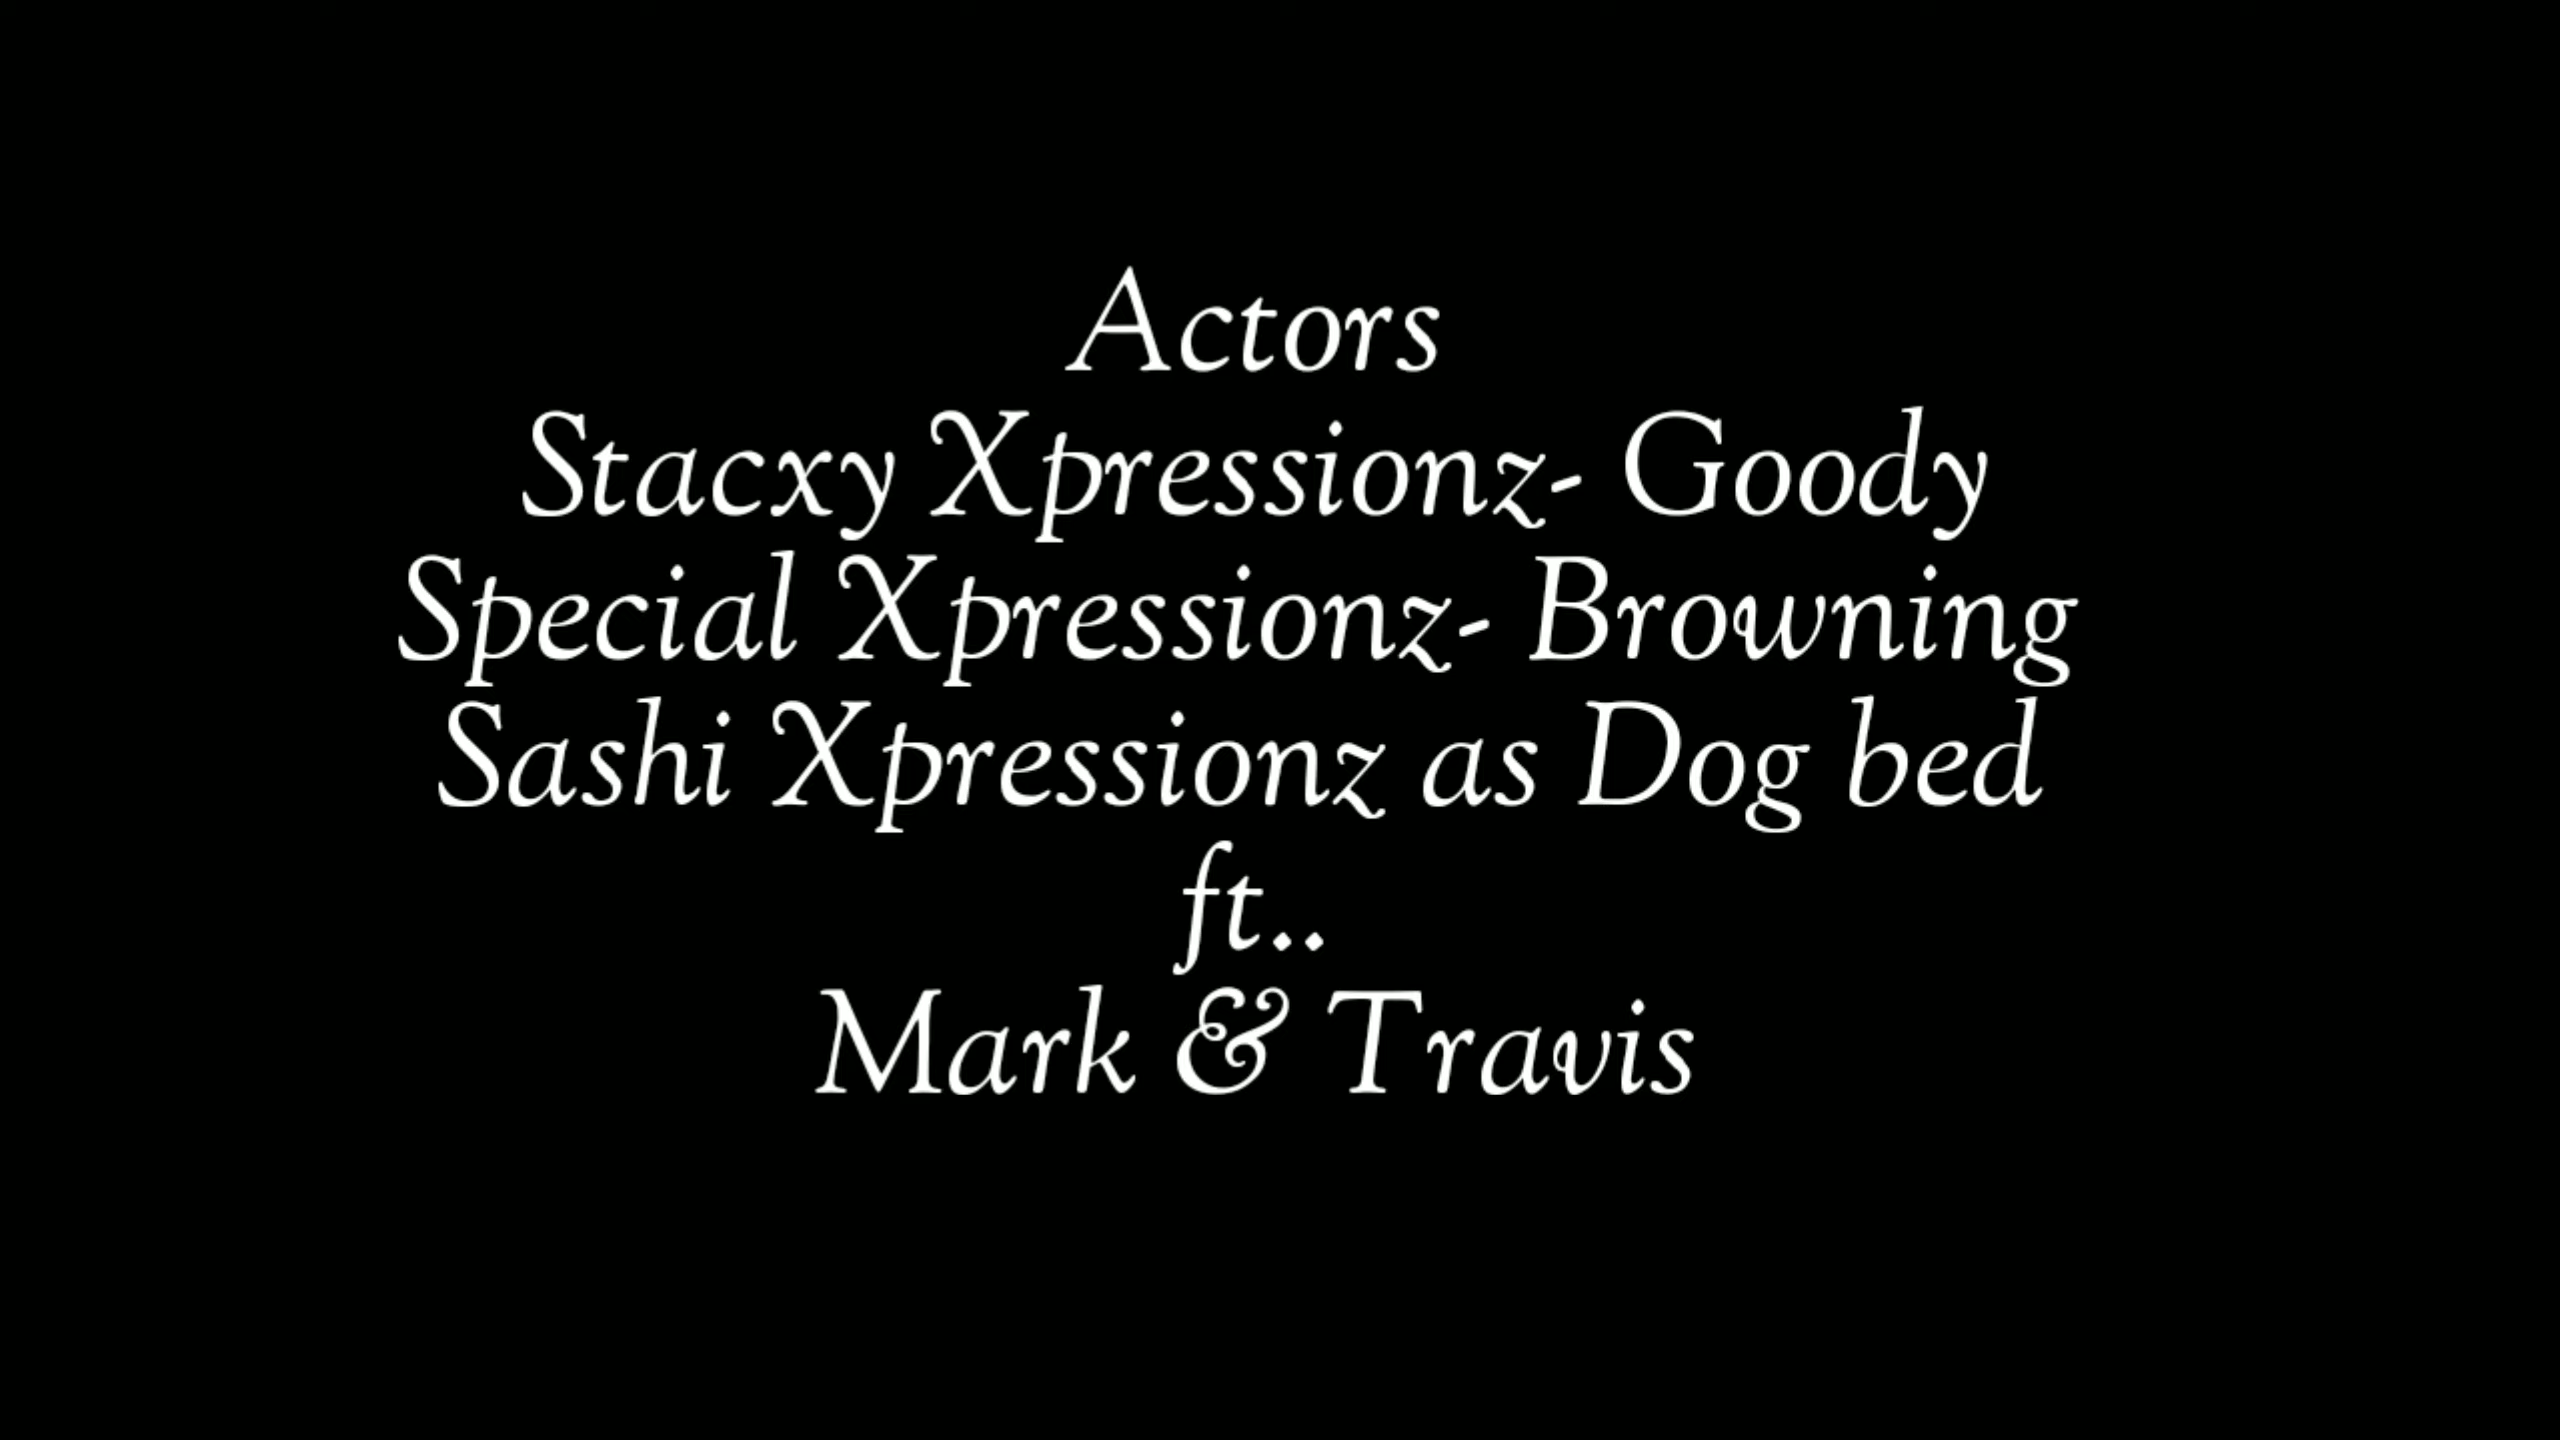 Actors
Stacxy Xpressionz- Goody
Special Xpressionz- Browning
Sashi Xpressionz as Dog bed
ft..
Mark & Travis